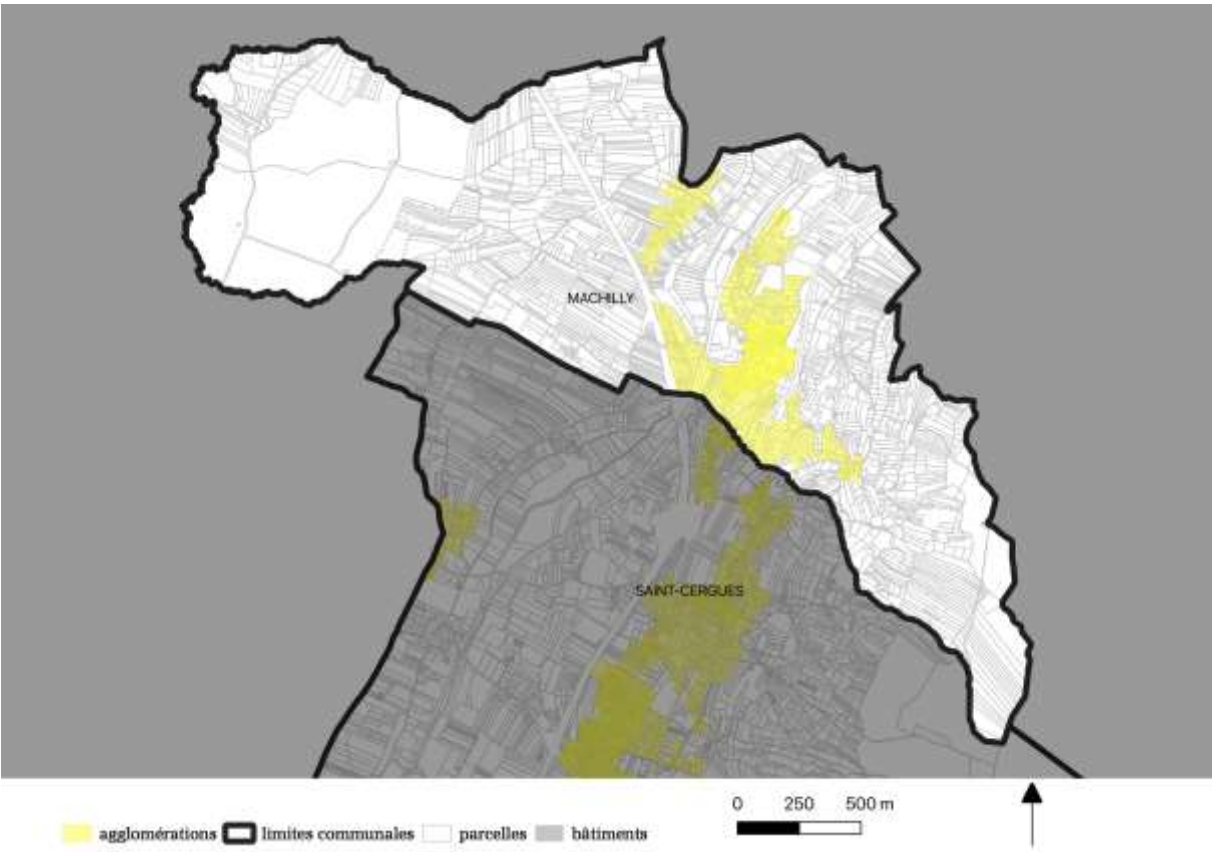 MACHILLY
SAINT-CERGUES
0 250 500 m
agglomérations limites communales parcelles bâtiments